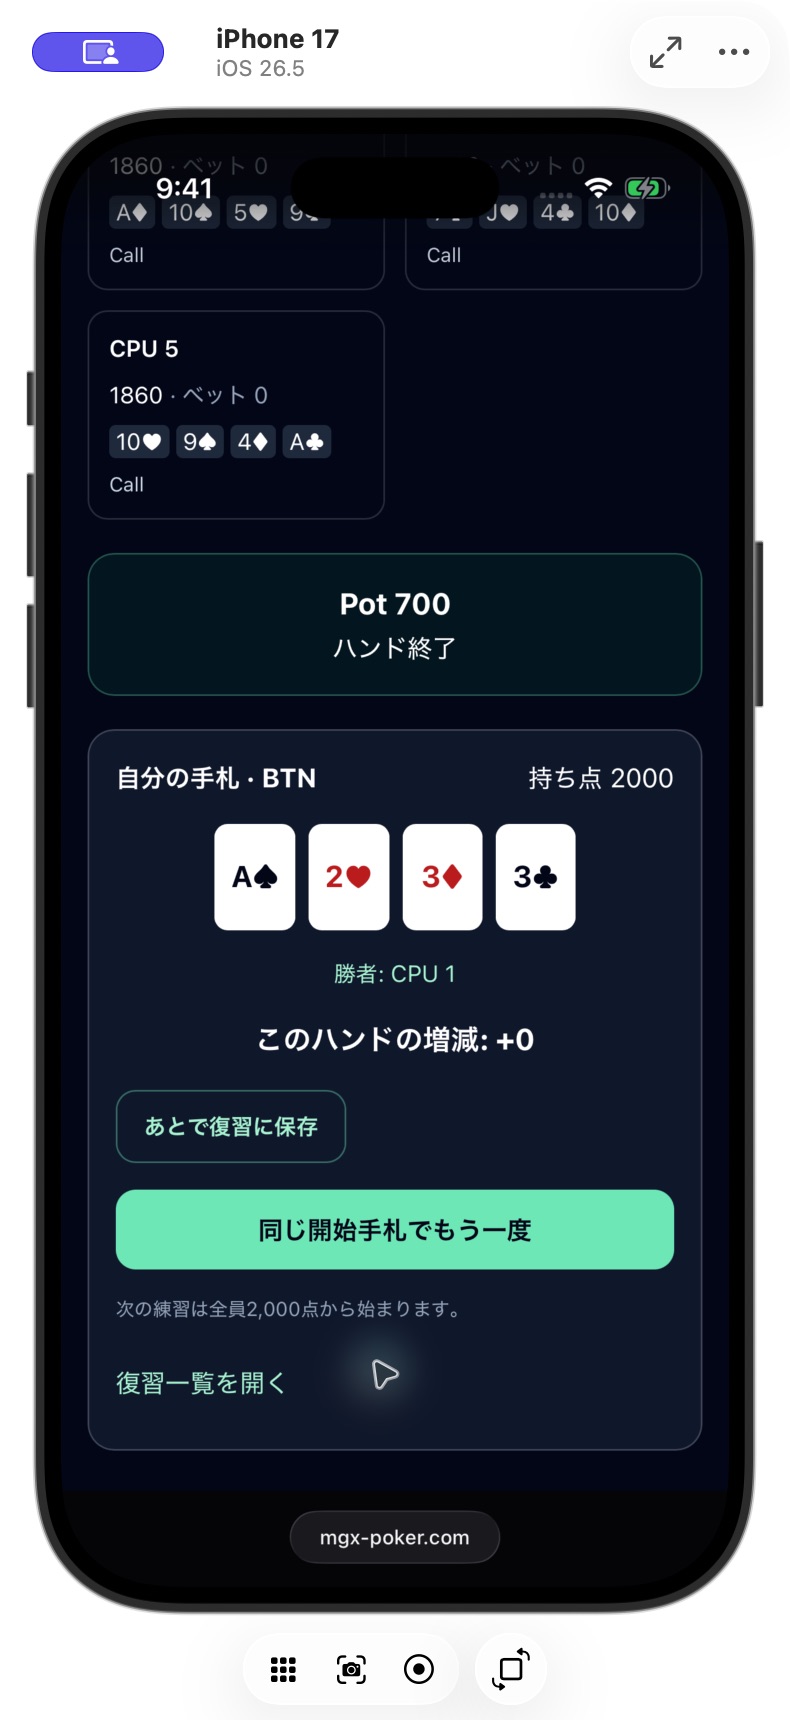 iPhone 17
iOS 26.5
9:41
1860 · ベット 0
ベット 0
A♦ 10♠ 5♥
J♥ 4♣ 10♦
Call
Call
CPU 5
1860 · ベット 0
10♥ 9♠ 4♦ A♣
Call
Pot 700
ハンド終了
自分の手札 · BTN
持ち点 2000
A♠ 2♥ 3♦ 3♣
勝者: CPU 1
このハンドの増減: +0
あとで復習に保存
同じ開始手札でもう一度
次の練習は全員2,000点から始まります。
復習一覧を開く
mgx-poker.com